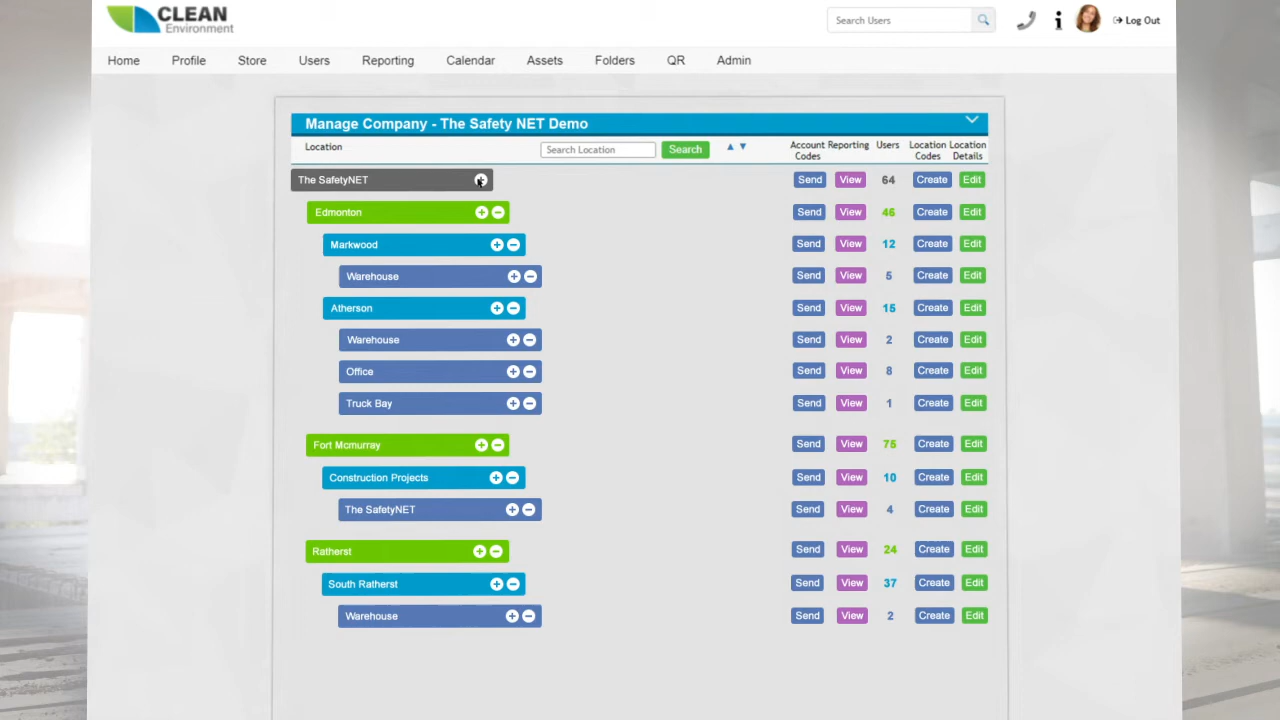 CLEAN
Environment
Search Users
Log Out
Home Profile Store Users Reporting Calendar Assets Folders QR Admin
Manage Company - The Safety NET Demo
Location Search Location Search Account Codes Reporting Users Location Codes Location Details
The SafetyNET Send View 64 Create Edit
Edmonton Send View 46 Create Edit
Markwood Send View 12 Create Edit
Warehouse Send View 5 Create Edit
Atherson Send View 15 Create Edit
Warehouse Send View 2 Create Edit
Office Send View 8 Create Edit
Truck Bay Send View 1 Create Edit
Fort Mcmurray Send View 75 Create Edit
Construction Projects Send View 10 Create Edit
The SafetyNET Send View 4 Create Edit
Ratherst Send View 24 Create Edit
South Ratherst Send View 37 Create Edit
Warehouse Send View 2 Create Edit